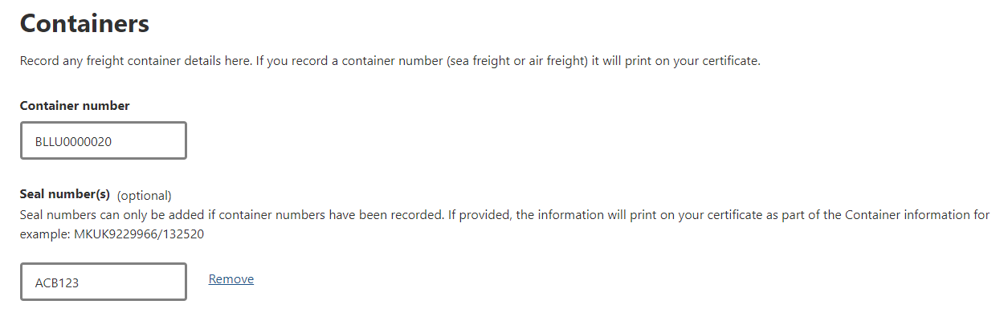 Containers
Record any freight container details here. If you record a container number (sea freight or air freight) it will print on your certificate.
Container number
BLLU0000020
Seal number(s) (optional)
Seal numbers can only be added if container numbers have been recorded. If provided, the information will print on your certificate as part of the Container information for
example: MKUK9229966/132520
ACB123 Remove